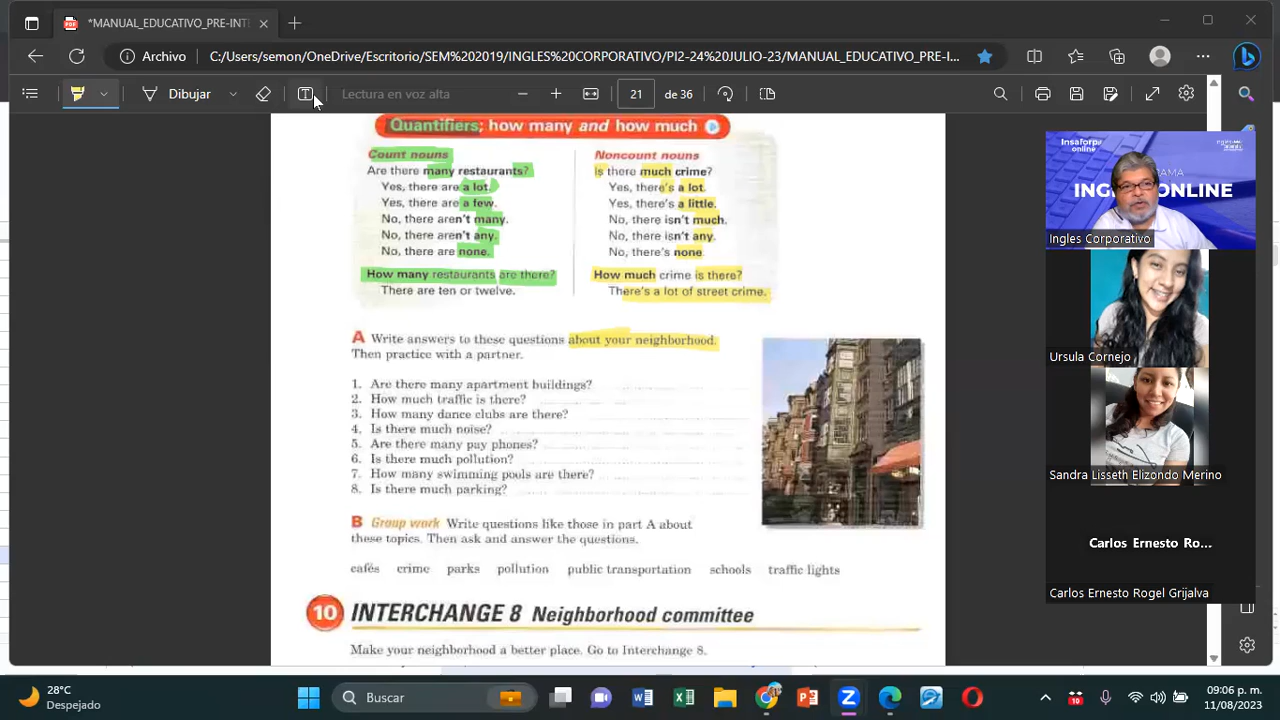 *MANUAL_EDUCATIVO_PRE-INT
Archivo
C:/Users/semon/OneDrive/Escritorio/SEM%202019/INGLES%20CORPORATIVO/PI2-24%20JULIO-23/MANUAL_EDUCATIVO_PRE-I...
Dibujar
Lectura en voz alta
21
de 36
Quantifiers; how many and how much
Count nouns
Are there many restaurants?
Yes, there are a lot.
Yes, there are a few.
No, there aren't many.
No, there aren't any.
No, there are none.
How many restaurants are there?
There are ten or twelve.
Noncount nouns
Is there much crime?
Yes, there's a lot.
Yes, there's a little.
No, there isn't much.
No, there isn't any.
No, there's none.
How much crime is there?
There's a lot of street crime.
A Write answers to these questions about your neighborhood.
Then practice with a partner.
1. Are there many apartment buildings?
2. How much traffic is there?
3. How many dance clubs are there?
4. Is there much noise?
5. Are there many pay phones?
6. Is there much pollution?
7. How many swimming pools are there?
8. Is there much parking?
B Group work Write questions like those in part A about
these topics. Then ask and answer the questions.
cafés crime parks pollution public transportation schools traffic lights
10 INTERCHANGE 8 Neighborhood committee
Make your neighborhood a better place. Go to Interchange 8.
Insaforp
online
INGL
ONLINE
Ingles Corporativo
Ursula Cornejo
Sandra Lisseth Elizondo Merino
Carlos Ernesto Ro...
Carlos Ernesto Rogel Grijalva
28°C
Despejado
Buscar
09:06 p. m.
11/08/2023